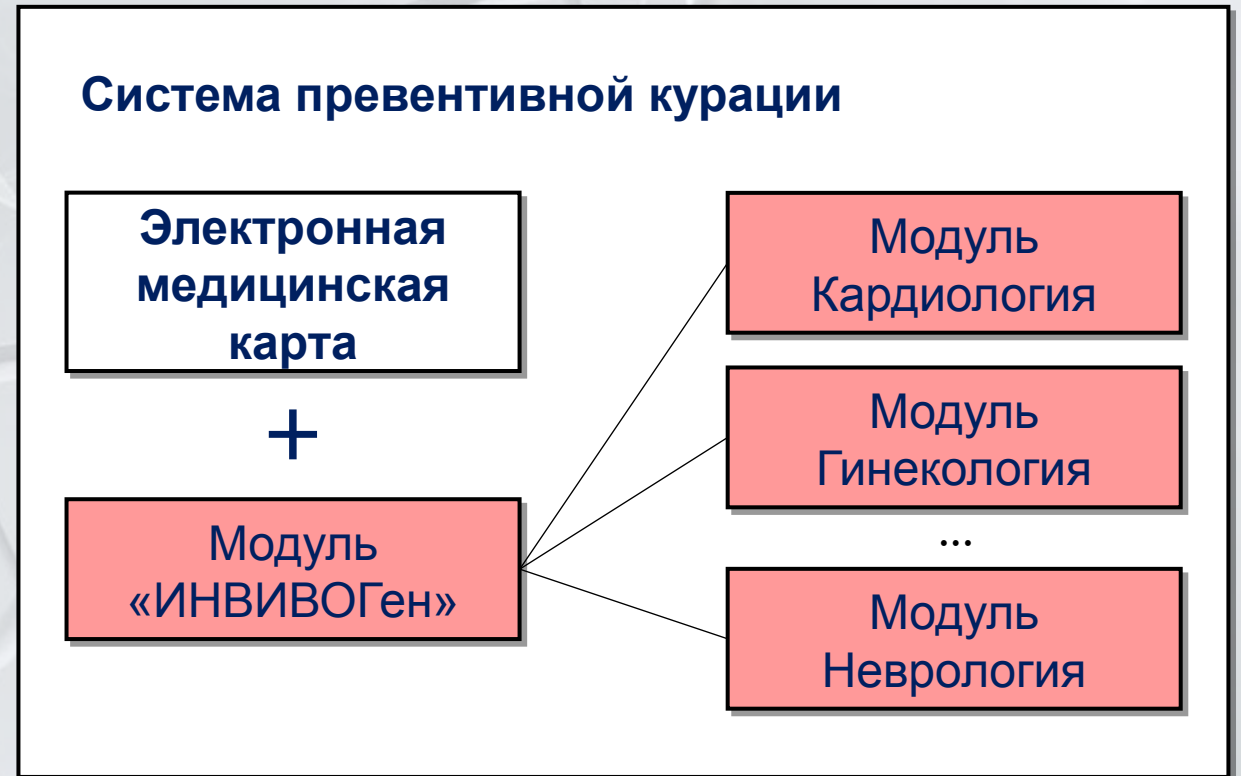 Система превентивной курации
Электронная
медицинская
карта
+
Модуль
«ИНВИВОГен»
Модуль
Кардиология
Модуль
Гинекология
...
Модуль
Неврология